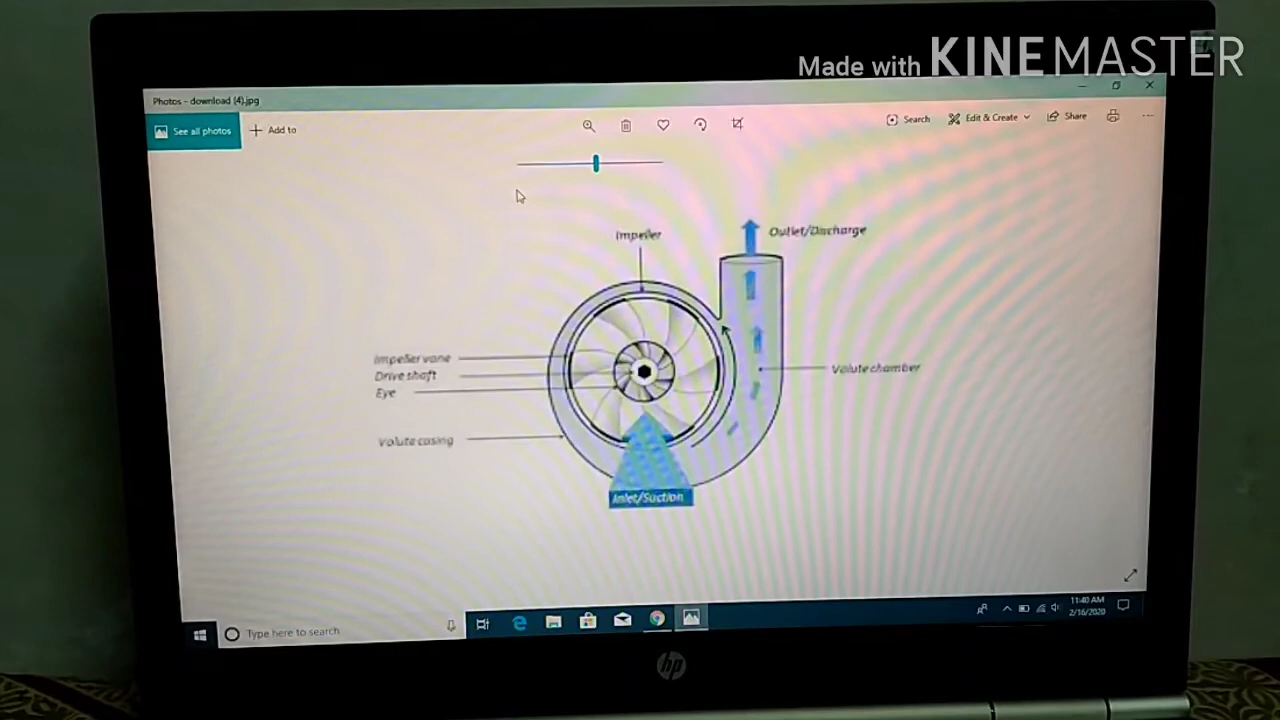 Made with KINEMASTER
Photos - download (4).jpg
See all photos
Add to
Search
Edit & Create
Share
Impeller
Outlet/Discharge
Impeller vane
Drive shaft
Eye
Volute chamber
Volute casing
Inlet/Suction
11:40 AM
2/16/2020
Type here to search
hp